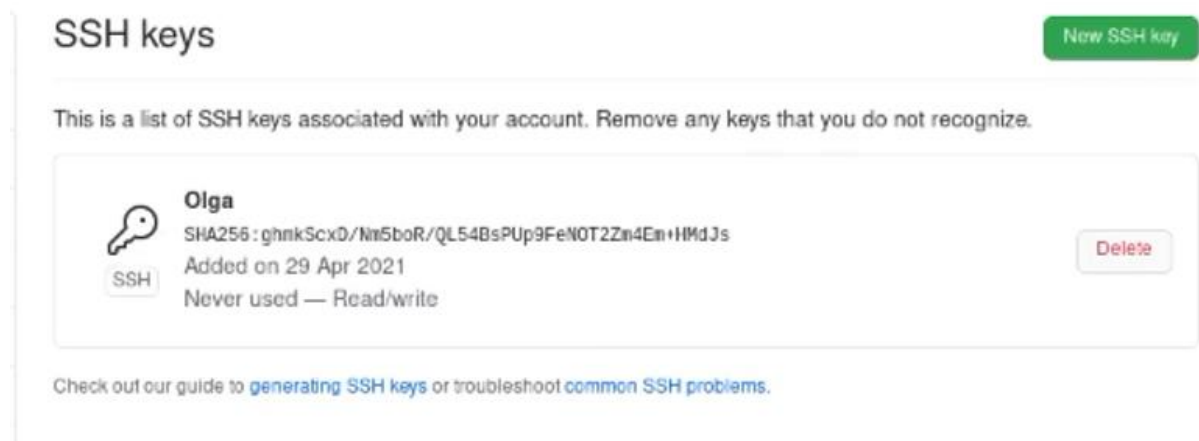 SSH keys
New SSH key
This is a list of SSH keys associated with your account. Remove any keys that you do not recognize.
Olga
SHA256:ghmkScxD/Nm5boR/QL54BsPUp9FeNOT2Zm4Em+HMdJs
Added on 29 Apr 2021
SSH
Never used — Read/write
Delete
Check out our guide to generating SSH keys or troubleshoot common SSH problems.